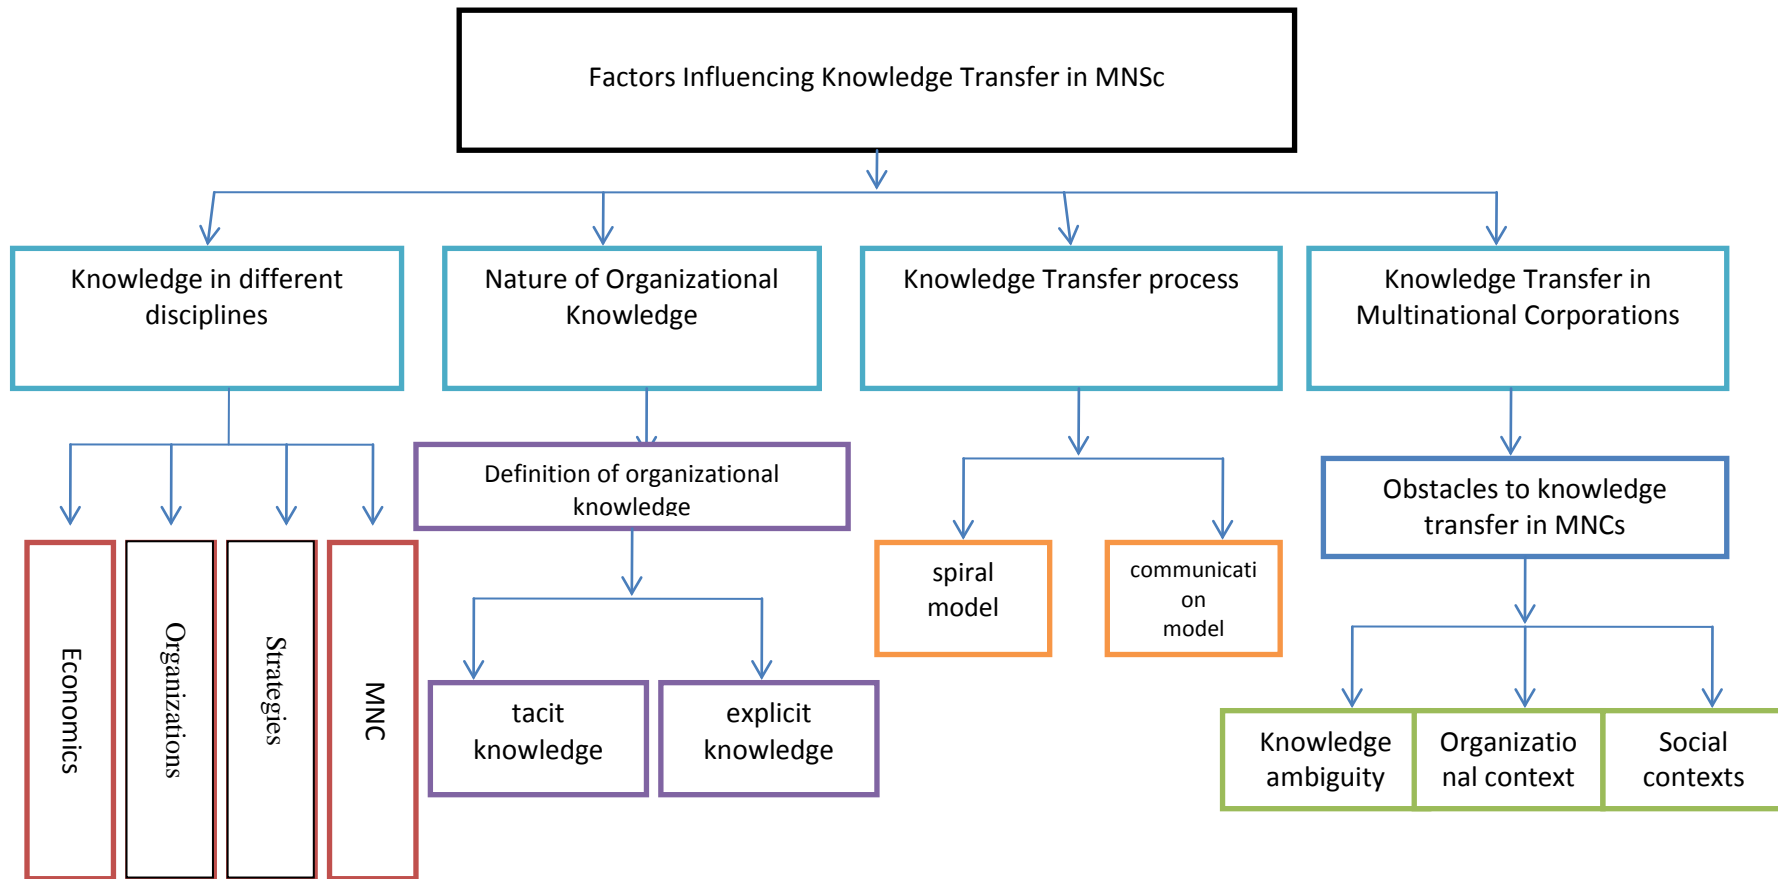 Factors Influencing Knowledge Transfer in MNSc
Knowledge in different
disciplines
Nature of Organizational
Knowledge
Knowledge Transfer process
Knowledge Transfer in
Multinational Corporations
Definition of organizational
knowledge
Obstacles to knowledge
transfer in MNCs
Economics
Organizations
Strategies
MNC
tacit
knowledge
explicit
knowledge
spiral
model
communicati
on
model
Knowledge
ambiguity
Organizatio
nal context
Social
contexts